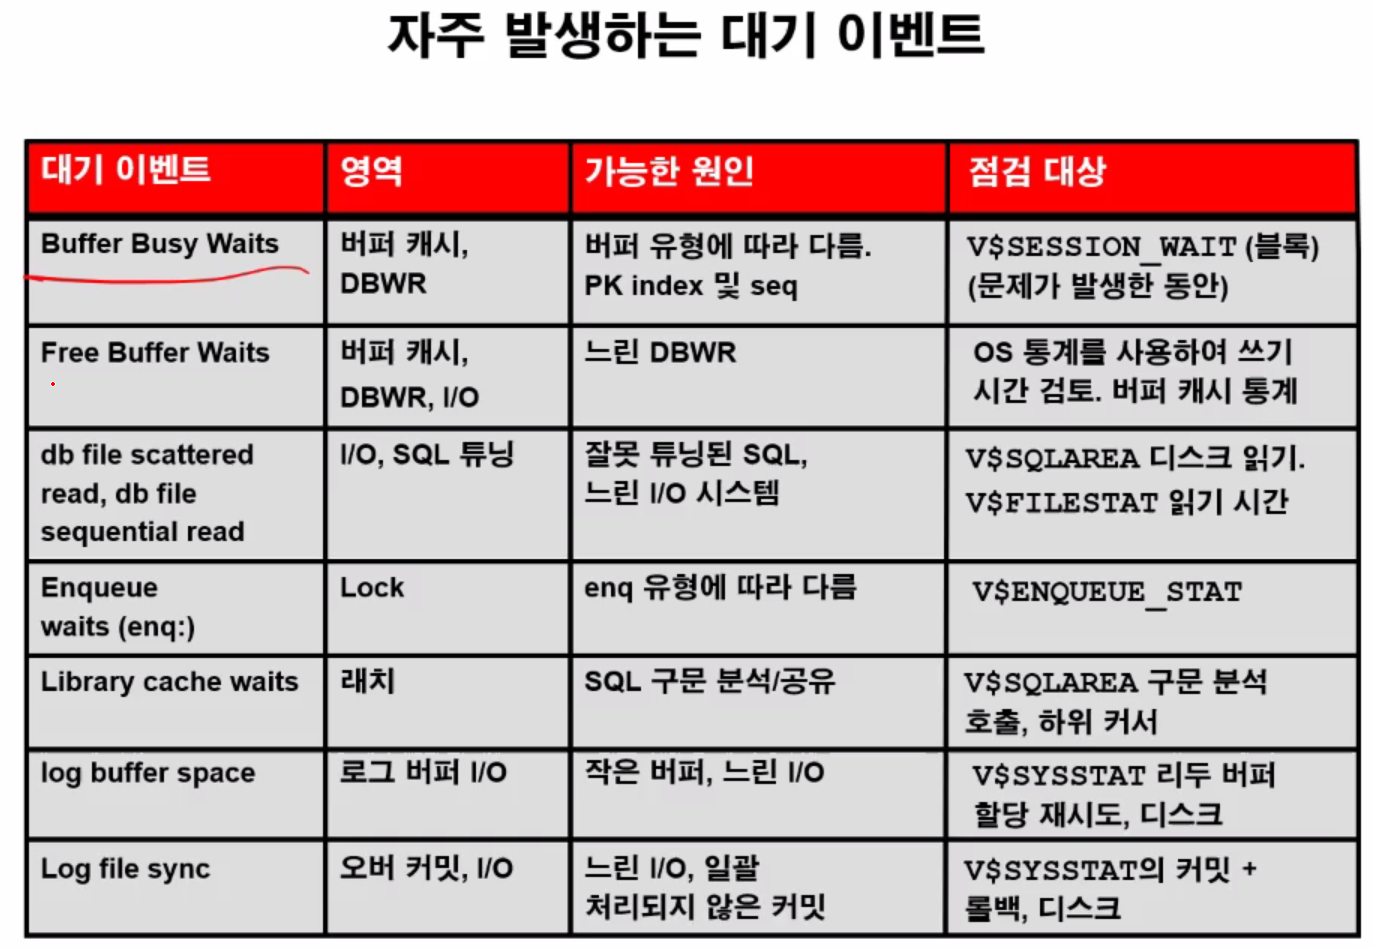 자주 발생하는 대기 이벤트
대기 이벤트
영역
가능한 원인
점검 대상
Buffer Busy Waits
버퍼 캐시,
DBWR
버퍼 유형에 따라 다름.
PK index 및 seq
V$SESSION_WAIT (블록)
(문제가 발생한 동안)
Free Buffer Waits
버퍼 캐시,
DBWR, I/O
느린 DBWR
OS 통계를 사용하여 쓰기
시간 검토. 버퍼 캐시 통계
db file scattered
read, db file
sequential read
I/O, SQL 튜닝
잘못 튜닝된 SQL,
느린 I/O 시스템
V$SQLAREA 디스크 읽기.
V$FILESTAT 읽기 시간
Enqueue
waits (enq:)
Lock
enq 유형에 따라 다름
V$ENQUEUE_STAT
Library cache waits
래치
SQL 구문 분석/공유
V$SQLAREA 구문 분석
호출, 하위 커서
log buffer space
로그 버퍼 I/O
작은 버퍼, 느린 I/O
V$SYSSTAT 리두 버퍼
할당 재시도, 디스크
Log file sync
오버 커밋, I/O
느린 I/O, 일괄
처리되지 않은 커밋
V$SYSSTAT의 커밋 +
롤백, 디스크